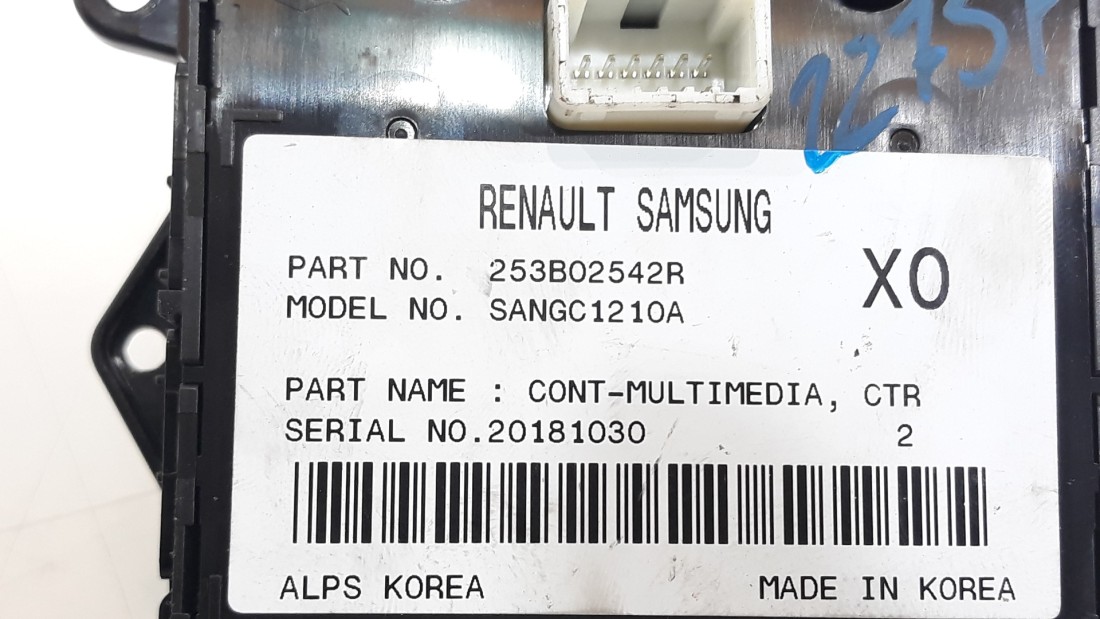 2275P
RENAULT SAMSUNG
PART NO. 253B02542R
X0
MODEL NO. SANGC1210A
PART NAME : CONT-MULTIMEDIA, CTR
SERIAL NO.20181030 2
ALPS KOREA MADE IN KOREA